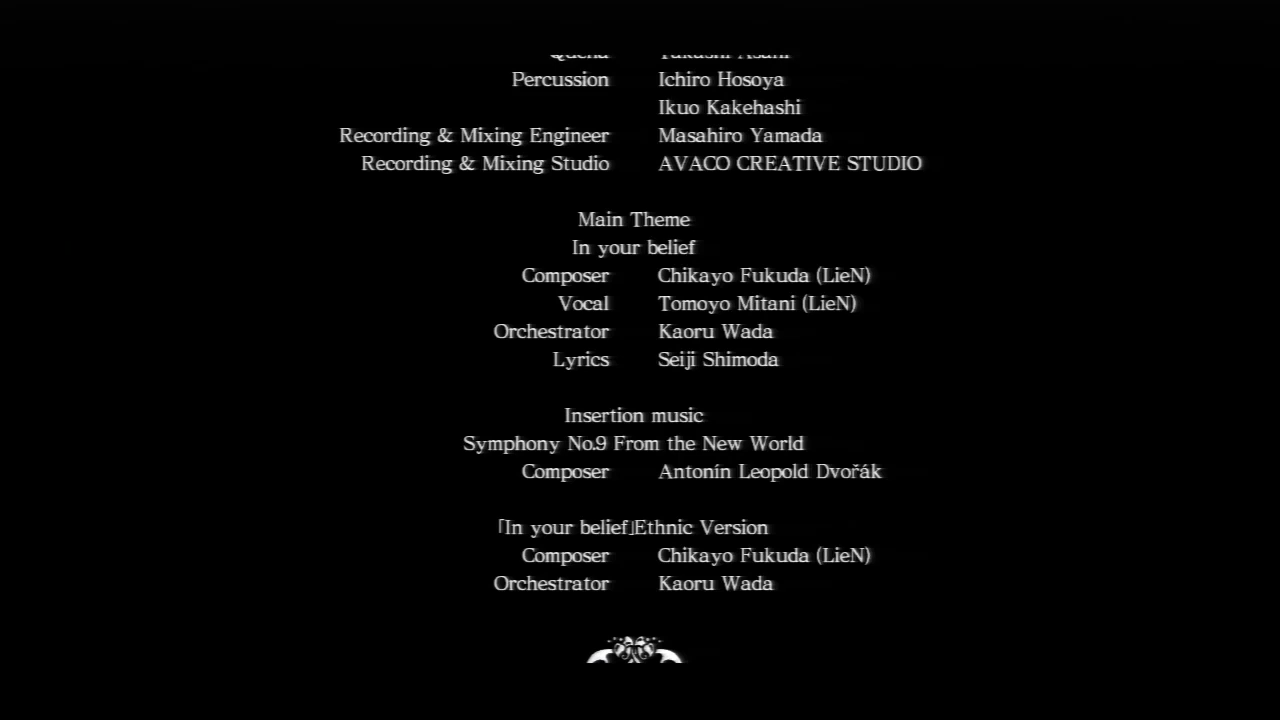 Percussion Ichiro Hosoya
Ikuo Kakehashi
Recording & Mixing Engineer Masahiro Yamada
Recording & Mixing Studio AVACO CREATIVE STUDIO
Main Theme
In your belief
Composer Chikayo Fukuda (LieN)
Vocal Tomoyo Mitani (LieN)
Orchestrator Kaoru Wada
Lyrics Seiji Shimoda
Insertion music
Symphony No.9 From the New World
Composer Antonín Leopold Dvořák
「In your belief」Ethnic Version
Composer Chikayo Fukuda (LieN)
Orchestrator Kaoru Wada